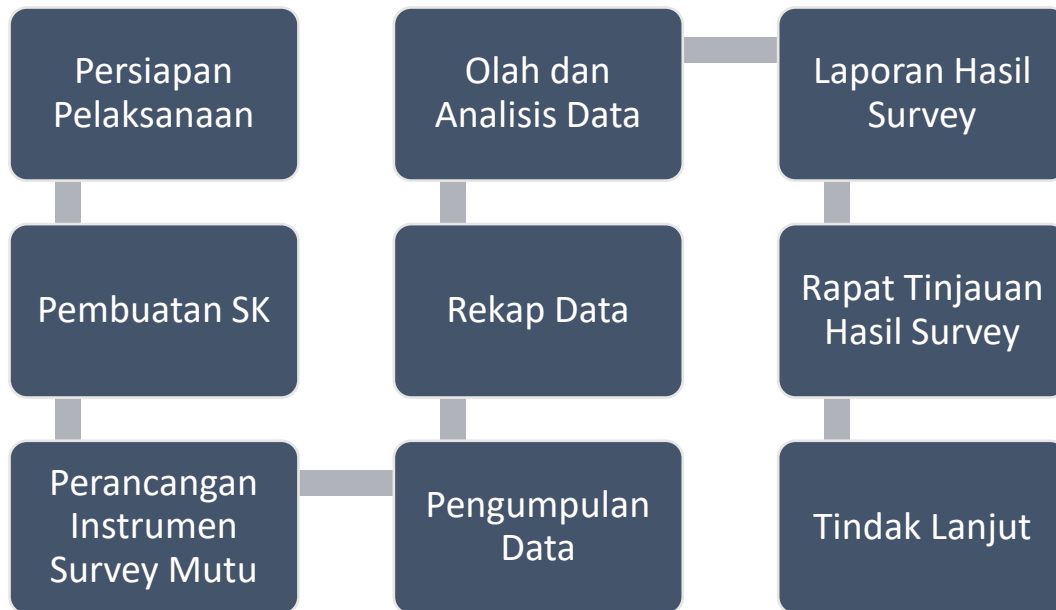 Persiapan
Pelaksanaan
Pembuatan SK
Perancangan
Instrumen
Survey Mutu
Pengumpulan
Data
Rekap Data
Olah dan
Analisis Data
Laporan Hasil
Survey
Rapat Tinjauan
Hasil Survey
Tindak Lanjut